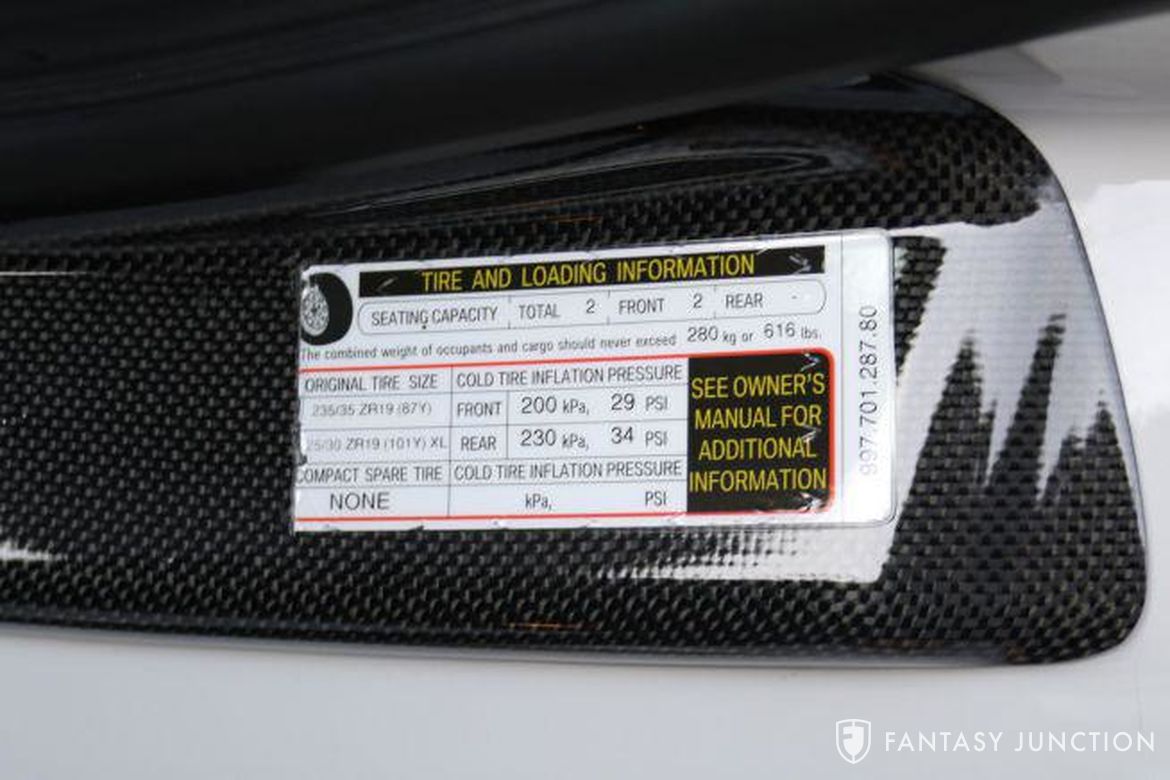 TIRE AND LOADING INFORMATION
SEATING CAPACITY TOTAL 2 FRONT 2 REAR -
The combined weight of occupants and cargo should never exceed 280 kg or 616 lbs.
ORIGINAL TIRE SIZE COLD TIRE INFLATION PRESSURE
235/35 ZR19 (87Y) FRONT 200 kPa, 29 PSI
25/30 ZR19 (101Y) XL REAR 230 kPa, 34 PSI
COMPACT SPARE TIRE COLD TIRE INFLATION PRESSURE
NONE kPa, PSI
SEE OWNER'S
MANUAL FOR
ADDITIONAL
INFORMATION
997.701.287.80
FANTASY JUNCTION